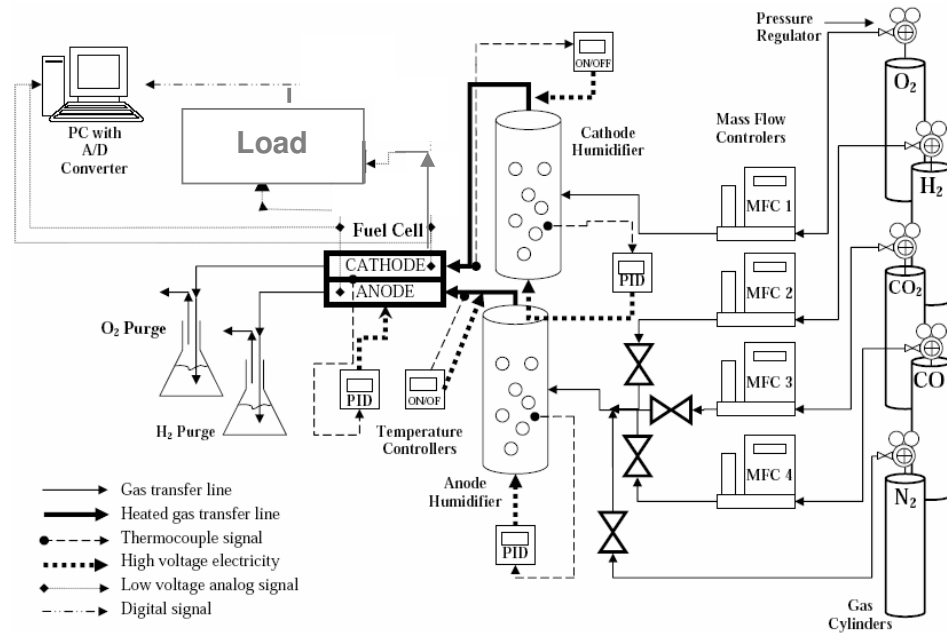 Pressure
Regulator
O₂
H₂
CO₂
CO
N₂
Gas
Cylinders
Mass Flow
Controlers
MFC 1
MFC 2
MFC 3
MFC 4
ON/OFF
Cathode
Humidifier
PID
PC with
A/D
Converter
Load
Fuel Cell
CATHODE
ANODE
O₂ Purge
H₂ Purge
PID
ON/OF
Temperature
Controllers
Anode
Humidifier
PID
Gas transfer line
Heated gas transfer line
Thermocouple signal
High voltage electricity
Low voltage analog signal
Digital signal